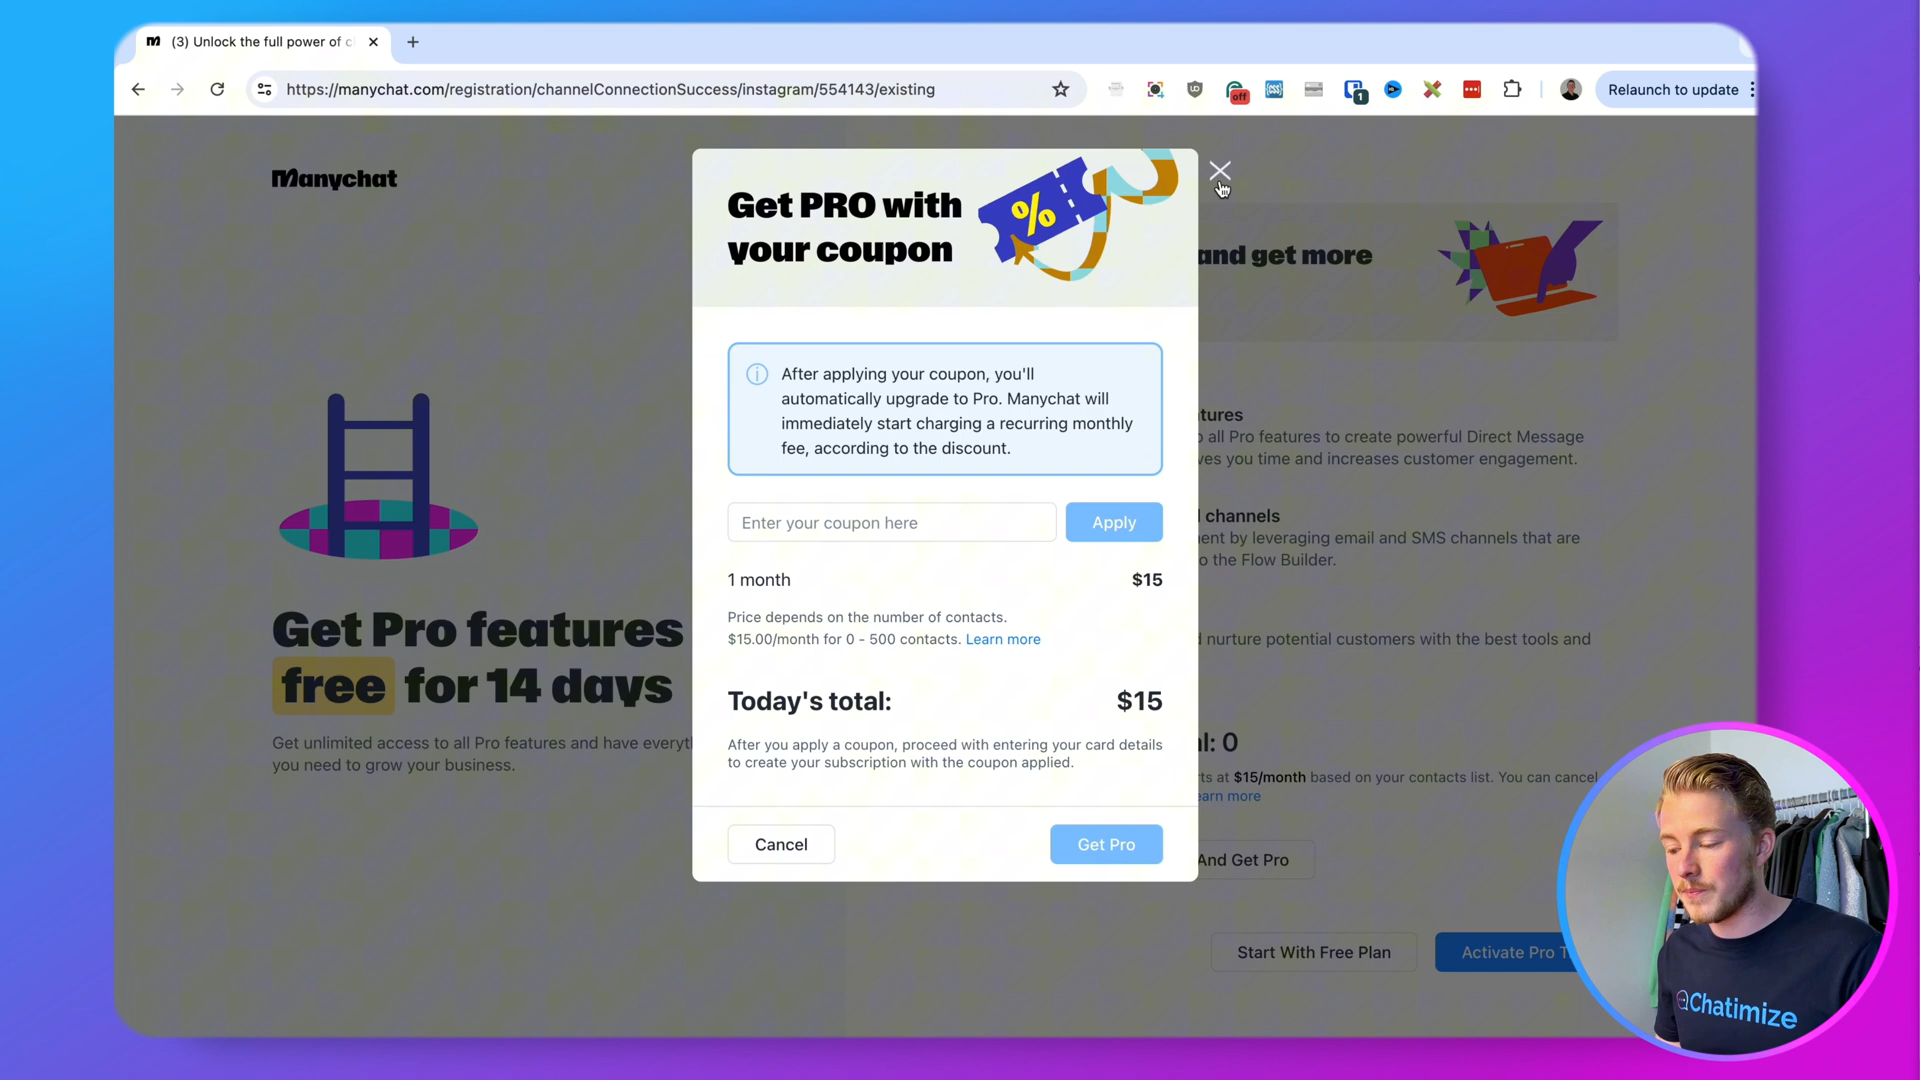 (3) Unlock the full power of c
https://manychat.com/registration/channelConnectionSuccess/instagram/554143/existing
off
{CSS}
1
Relaunch to update
Manychat
Get PRO with
your coupon
%
After applying your coupon, you'll
automatically upgrade to Pro. Manychat will
immediately start charging a recurring monthly
fee, according to the discount.
Enter your coupon here
Apply
1 month $15
Price depends on the number of contacts.
$15.00/month for 0 - 500 contacts. Learn more
Today's total: $15
After you apply a coupon, proceed with entering your card details
to create your subscription with the coupon applied.
Cancel
Get Pro
Get Pro features
free for 14 days
Get unlimited access to all Pro features and have everyt
you need to grow your business.
and get more
tures
all Pro features to create powerful Direct Message
ves you time and increases customer engagement.
channels
ent by leveraging email and SMS channels that are
o the Flow Builder.
nurture potential customers with the best tools and
l: 0
ts at $15/month based on your contacts list. You can cancel
earn more
And Get Pro
Start With Free Plan
Activate Pro T
Chatimize